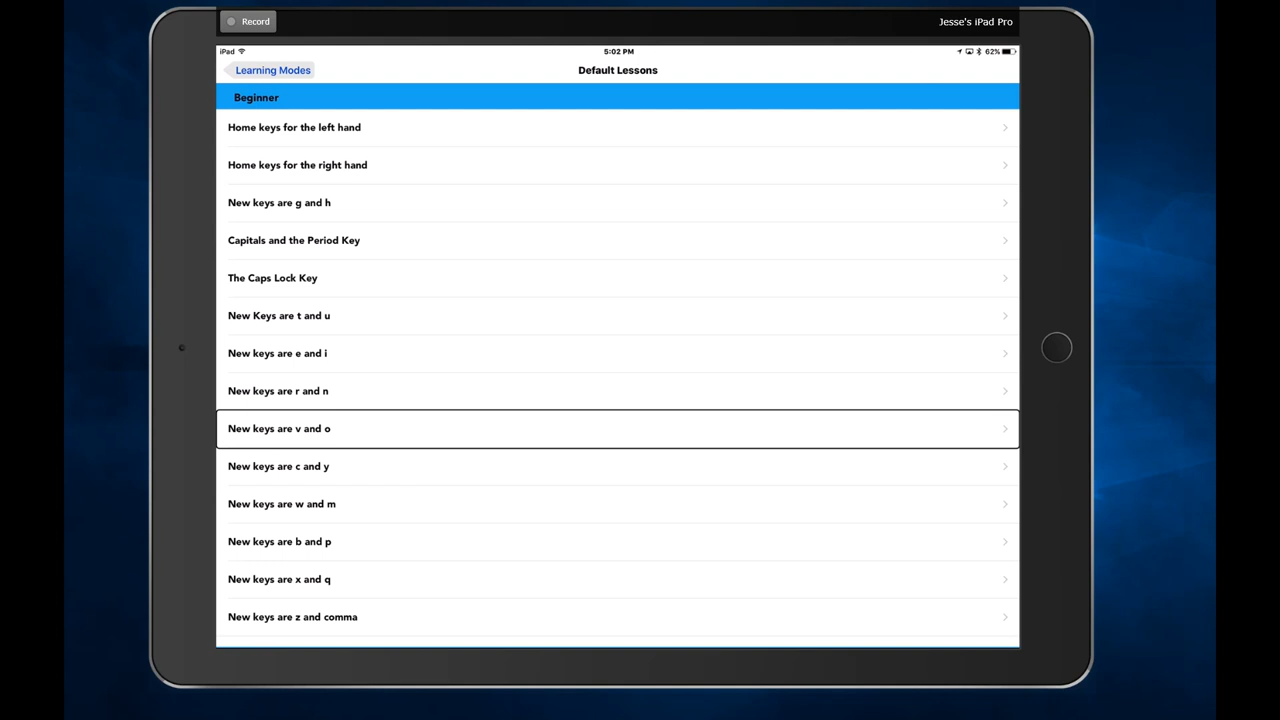 Record
Jesse's iPad Pro
iPad 5:02 PM 62%
Learning Modes Default Lessons
Beginner
Home keys for the left hand
Home keys for the right hand
New keys are g and h
Capitals and the Period Key
The Caps Lock Key
New Keys are t and u
New keys are e and i
New keys are r and n
New keys are v and o
New keys are c and y
New keys are w and m
New keys are b and p
New keys are x and q
New keys are z and comma